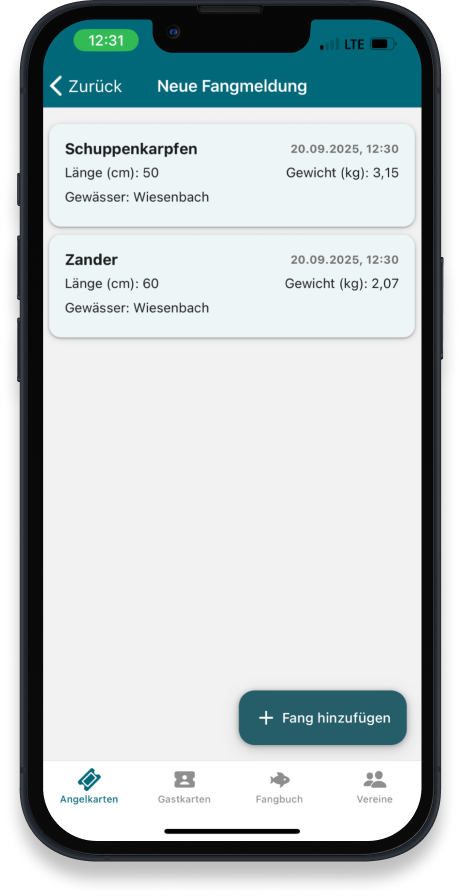 12:31 LTE
Zurück Neue Fangmeldung
Schuppenkarpfen 20.09.2025, 12:30
Länge (cm): 50 Gewicht (kg): 3,15
Gewässer: Wiesenbach
Zander 20.09.2025, 12:30
Länge (cm): 60 Gewicht (kg): 2,07
Gewässer: Wiesenbach
+ Fang hinzufügen
Angelkarten Gastkarten Fangbuch Vereine